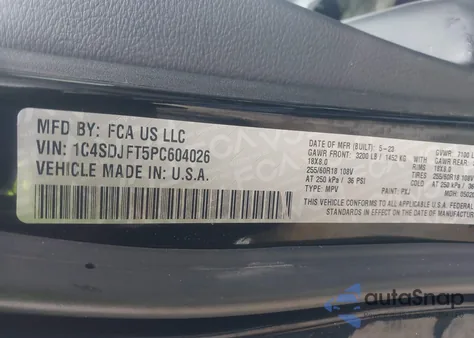 MFD BY: FCA US LLC
VIN: 1C4SDJFT5PC604026
VEHICLE MADE IN: U.S.A.
DATE OF MFR (BUILT): 5-23
GAWR FRONT: 3200 LB / 1452 KG
18X8.0
255/60R18 108V
AT 250 kPa / 36 PSI
TYPE: MPV
GAWR REAR:
18X8.0
TIRES 255/60R18 108V
COLD AT 250 kPa / 36 PSI
PAINT: PXJ
MDH:
THIS VEHICLE CONFORMS TO ALL APPLICABLE U.S.A. FEDERAL
STANDARDS IN EFFECT ON THE DATE OF MANUFACTURE
autoSnap